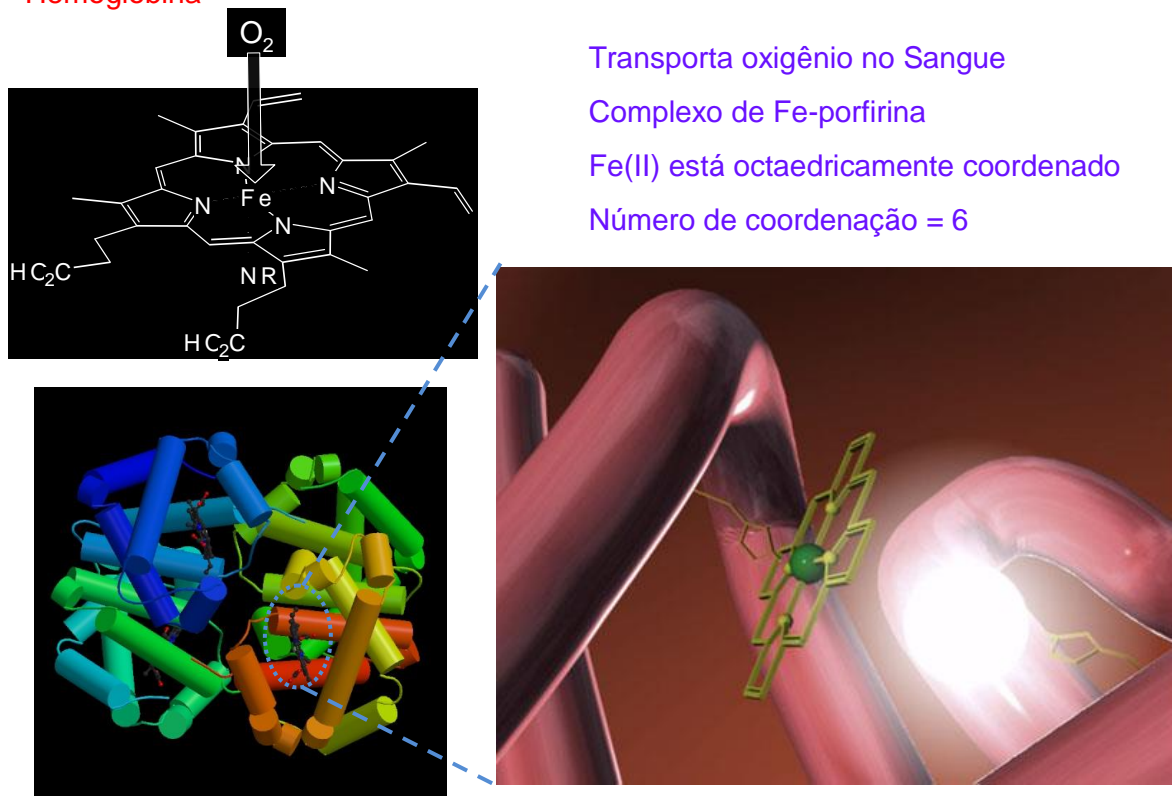 Hemoglobina
O2
Transporta oxigênio no Sangue
Complexo de Fe-porfirina
Fe(II) está octaedricamente coordenado
Número de coordenação = 6
N
N
Fe
N
N
HC2C
NR
HC2C